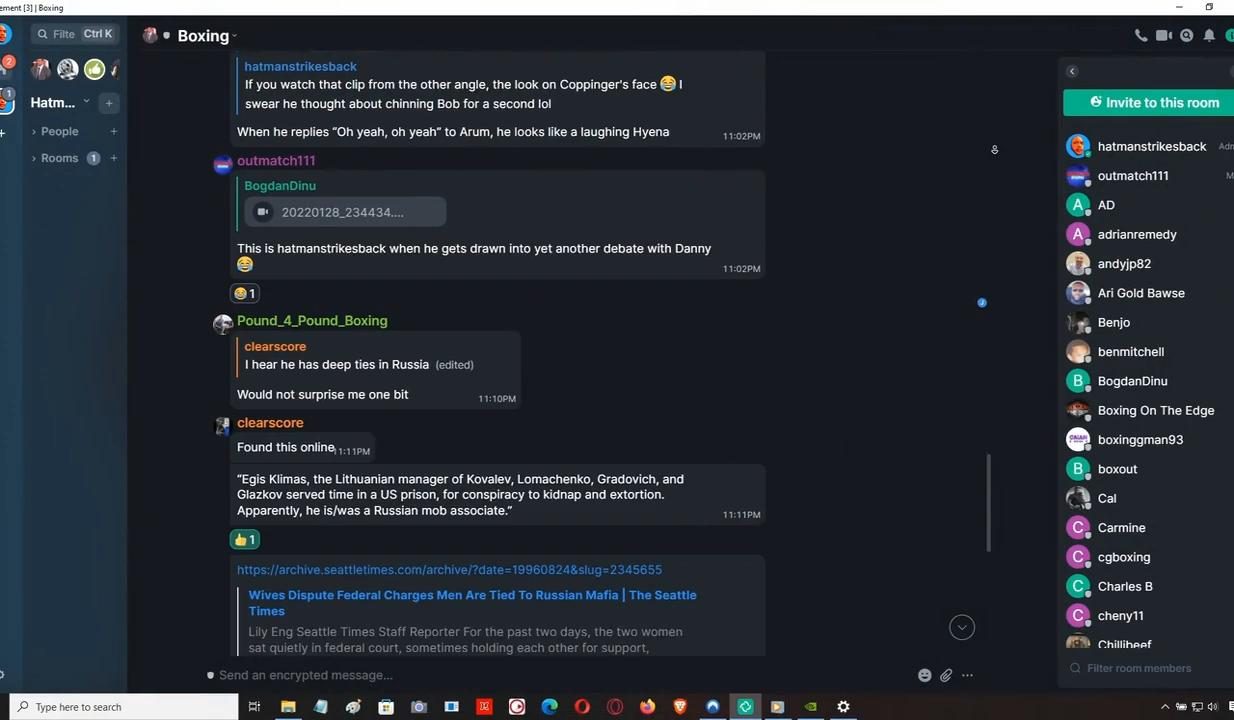 ement [3] | Boxing
Filte Ctrl K
Boxing
2
1
Hatm...
People
Rooms 1
hatmanstrikesback
If you watch that clip from the other angle, the look on Coppinger's face 😂 I
swear he thought about chinning Bob for a second lol
When he replies “Oh yeah, oh yeah” to Arum, he looks like a laughing Hyena
11:02PM
outmatch111
BogdanDinu
20220128_234434....
This is hatmanstrikesback when he gets drawn into yet another debate with Danny
😂
11:02PM
😂 1
Pound_4_Pound_Boxing
clearscore
I hear he has deep ties in Russia (edited)
Would not surprise me one bit
11:10PM
clearscore
Found this online 11:11PM
“Egis Klimas, the Lithuanian manager of Kovalev, Lomachenko, Gradovich, and
Glazkov served time in a US prison, for conspiracy to kidnap and extortion.
Apparently, he is/was a Russian mob associate.”
11:11PM
👍 1
https://archive.seattletimes.com/archive/?date=19960824&slug=2345655
Wives Dispute Federal Charges Men Are Tied To Russian Mafia | The Seattle
Times
Lily Eng Seattle Times Staff Reporter For the past two days, the two women
sat quietly in federal court, sometimes holding each other for support,
Send an encrypted message...
Invite to this room
hatmanstrikesback Adm
outmatch111 M
A AD
A adrianremedy
andyjp82
Ari Gold Bawse
Benjo
benmitchell
B BogdanDinu
Boxing On The Edge
boxinggman93
B boxout
Cal
C Carmine
C cgboxing
C Charles B
C cheny11
Chillibeef
Filter room members
Type here to search